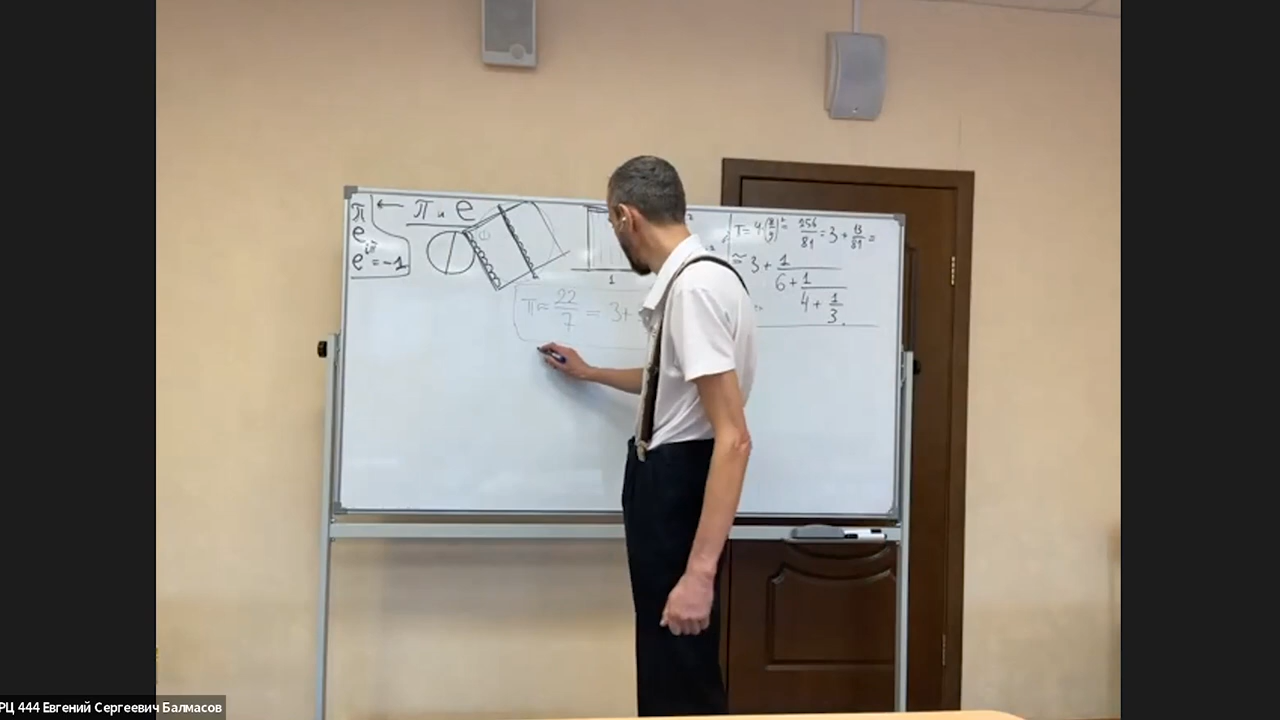 π
e
e^{iπ} = -1
← π и e
1
π ≈ 22/7 = 3 +
π = 4(8/9)² = 256/81 = 3 + 13/81 =
≈ 3 + 1/(6 + 1/(4 + 1/3))
РЦ 444 Евгений Сергеевич Балмасов